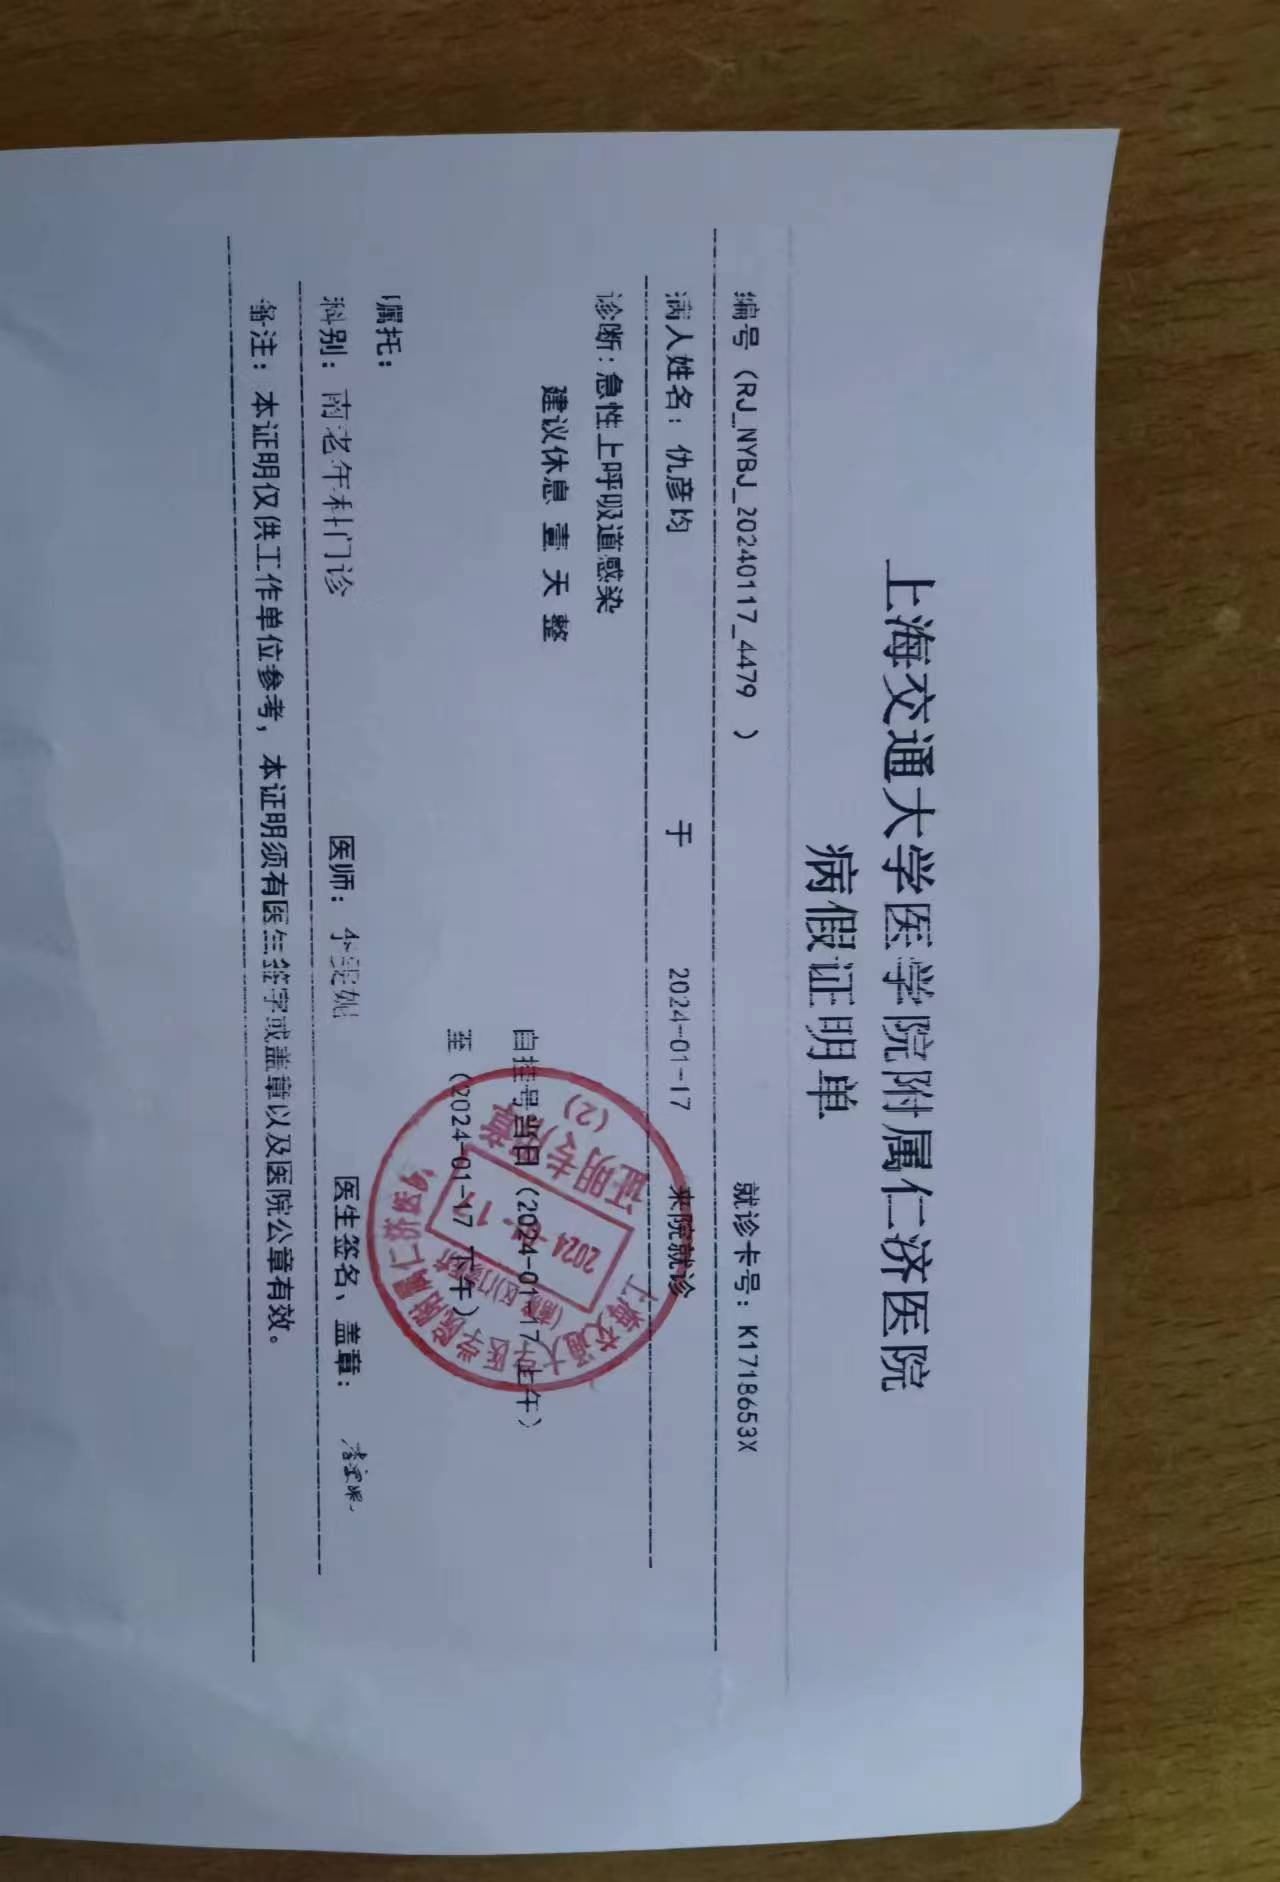 上海交通大学医学院附属仁济医院
病假证明单
编号（RJ_NYBJ_20240117_4479 ） 就诊卡号：K1718653X
病人姓名：仇彦均 于 2024-01-17 来院就诊
诊断：急性上呼吸道感染
建议休息 壹 天 整
自挂号当日（2024-01-17 上午）
至（2024-01-17 下午）
嘱托：
科别：南老年科门诊 医师：李雯妮 医生签名、盖章：
备注：本证明仅供工作单位参考，本证明须有医生签字或盖章以及医院公章有效。
上海交通大学医学院附属仁济医院
2024-01-17
证明专用章
（2）